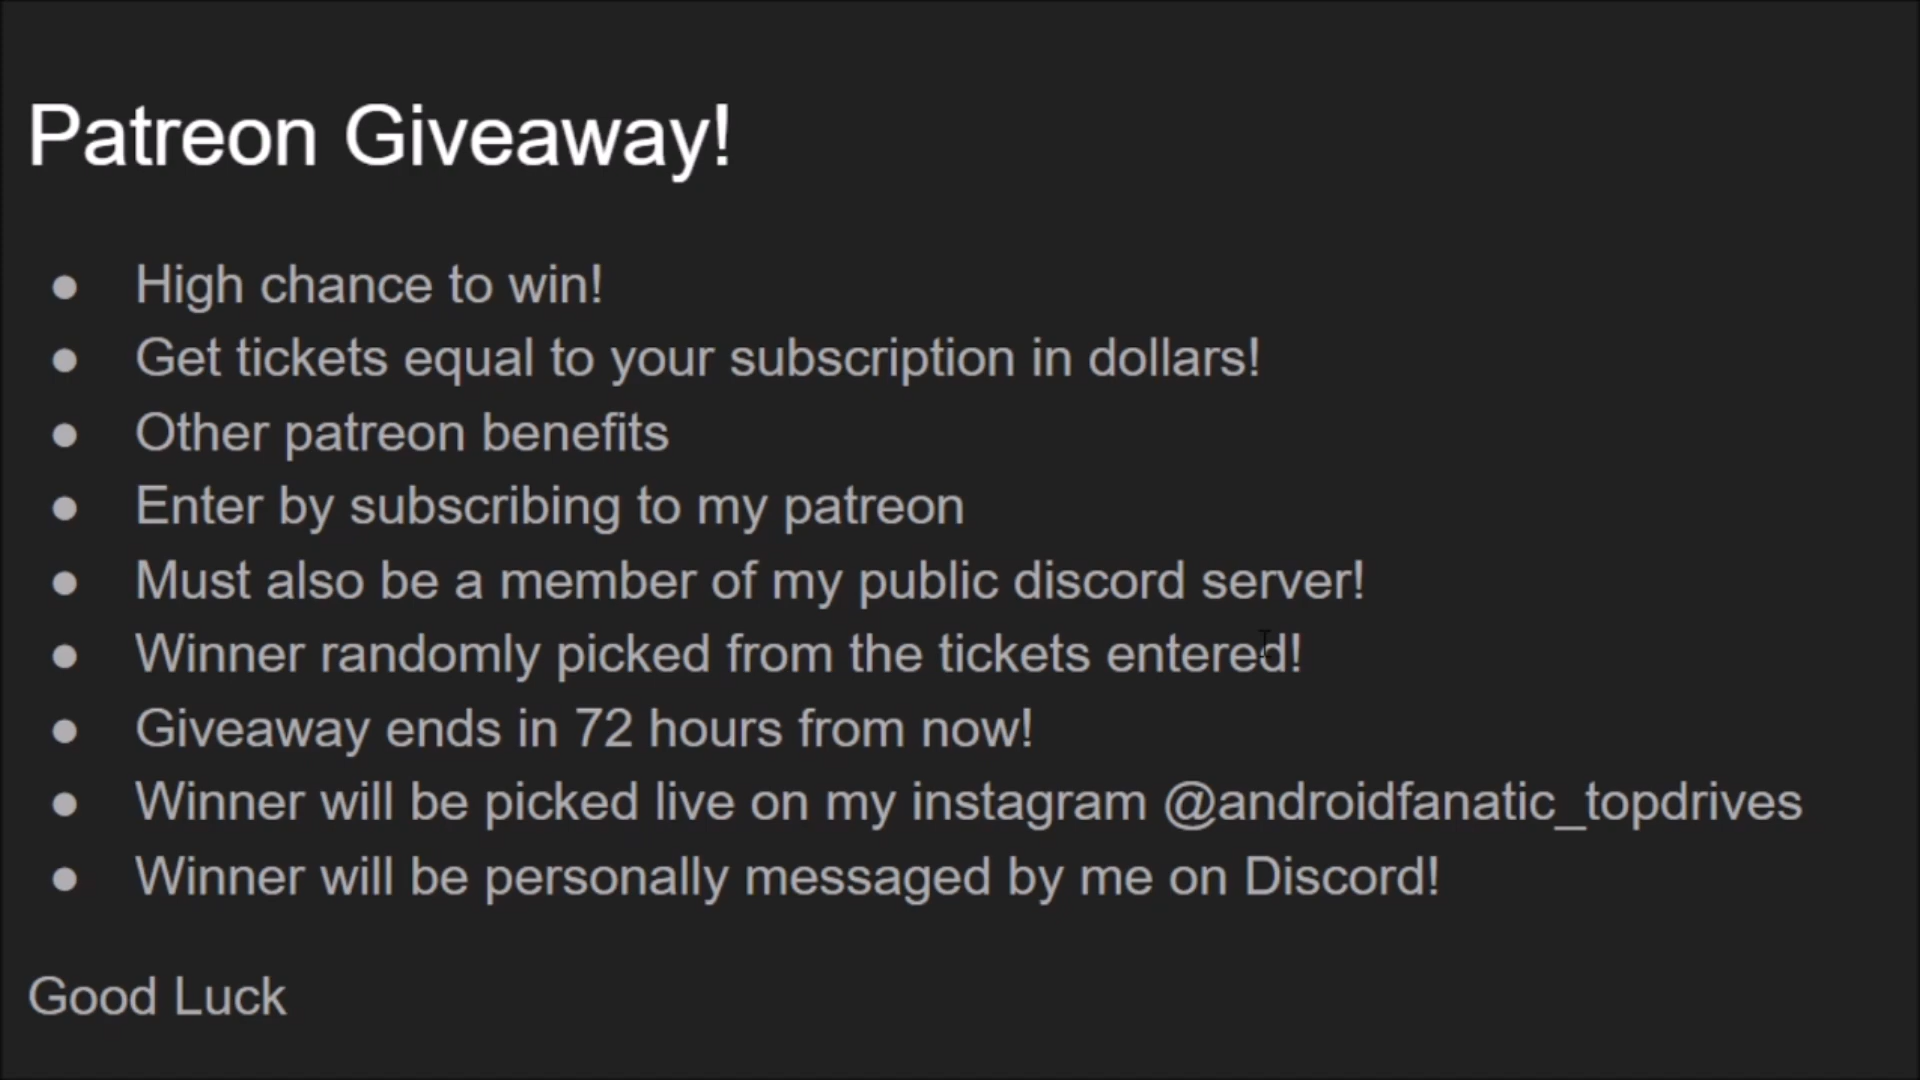 Patreon Giveaway!
● High chance to win!
● Get tickets equal to your subscription in dollars!
● Other patreon benefits
● Enter by subscribing to my patreon
● Must also be a member of my public discord server!
● Winner randomly picked from the tickets entered!
● Giveaway ends in 72 hours from now!
● Winner will be picked live on my instagram @androidfanatic_topdrives
● Winner will be personally messaged by me on Discord!
Good Luck